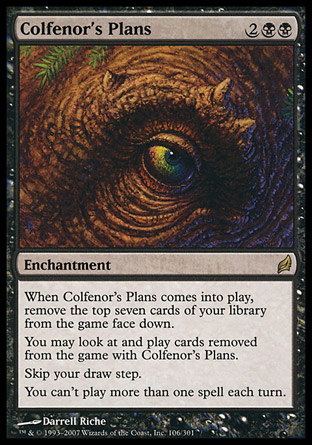 Colfenor's Plans 2
Enchantment
When Colfenor's Plans comes into play,
remove the top seven cards of your library
from the game face down.
You may look at and play cards removed
from the game with Colfenor's Plans.
Skip your draw step.
You can't play more than one spell each turn.
Darrell Riche
™ & © 1993–2007 Wizards of the Coast, Inc. 106/301